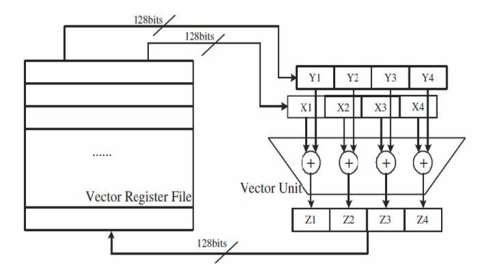 128bits
128bits
Y1 Y2 Y3 Y4
X1 X2 X3 X4
......
+ + + +
Vector Register File
Vector Unit
Z1 Z2 Z3 Z4
128bits